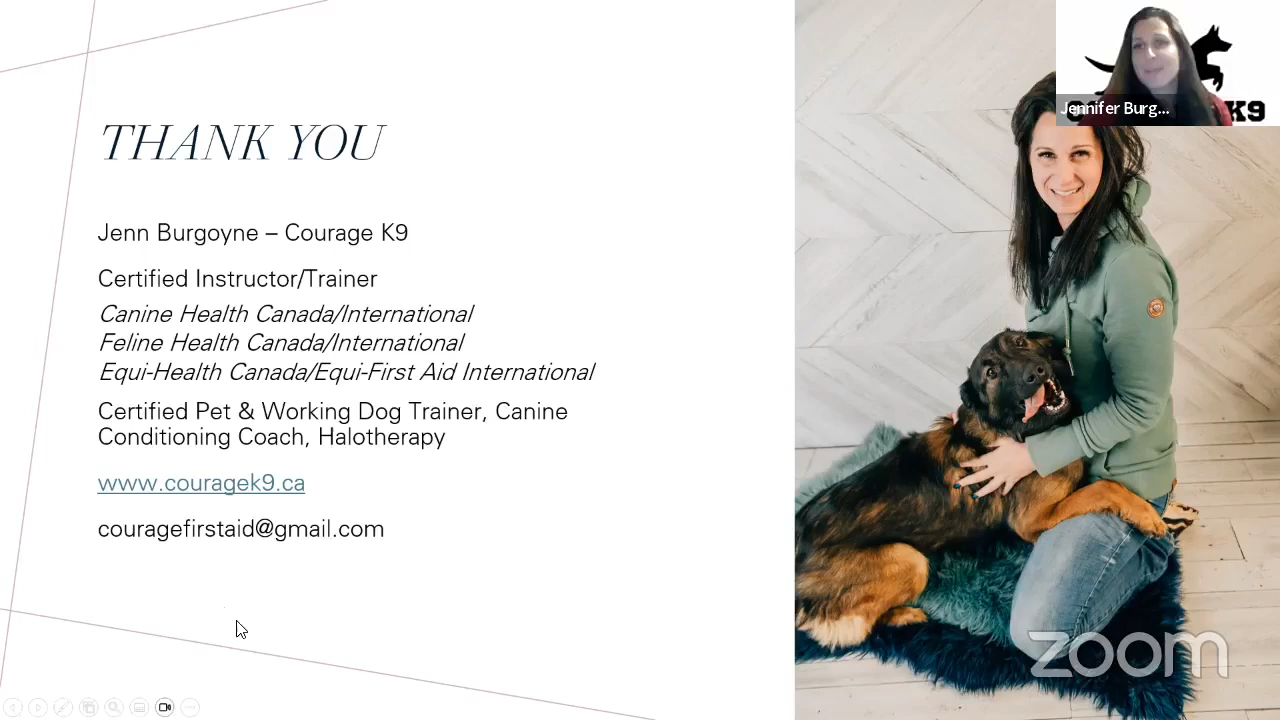 THANK YOU
Jenn Burgoyne – Courage K9
Certified Instructor/Trainer
Canine Health Canada/International
Feline Health Canada/International
Equi-Health Canada/Equi-First Aid International
Certified Pet & Working Dog Trainer, Canine
Conditioning Coach, Halotherapy
www.couragek9.ca
couragefirstaid@gmail.com
Jennifer Burg...
K9
zoom